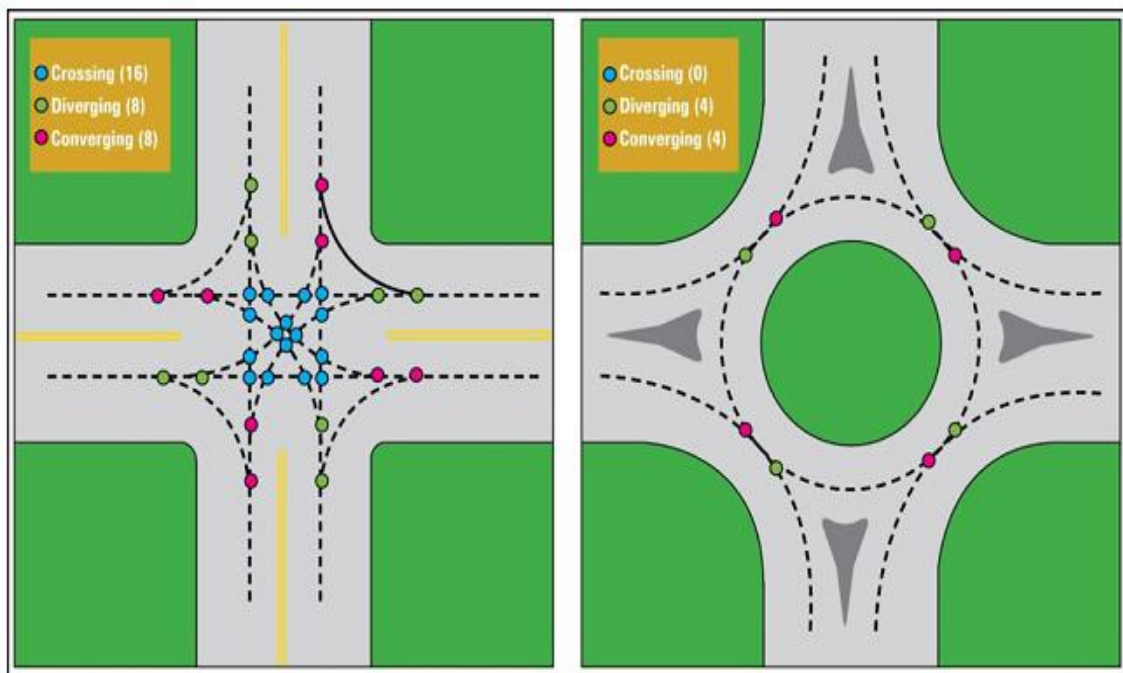 Crossing (16)
Diverging (8)
Converging (8)
Crossing (0)
Diverging (4)
Converging (4)